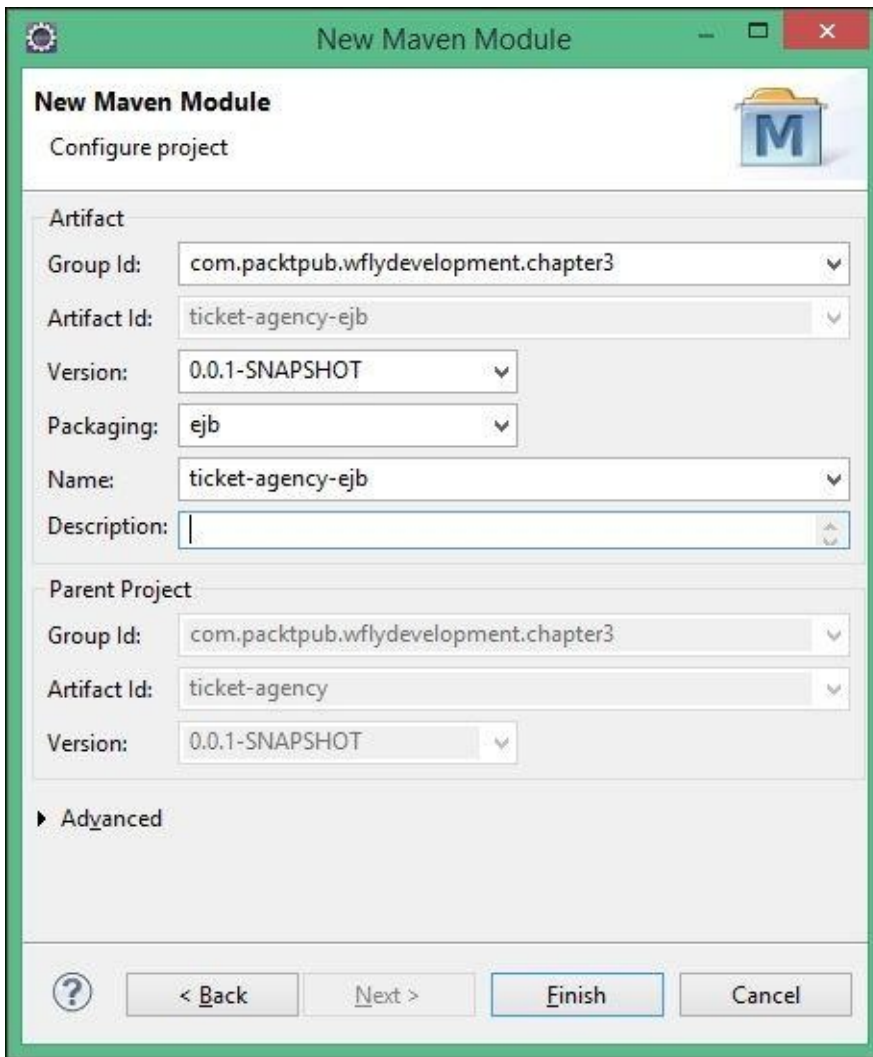 New Maven Module
New Maven Module
Configure project
M
Artifact
Group Id: com.packtpub.wflydevelopment.chapter3
Artifact Id: ticket-agency-ejb
Version: 0.0.1-SNAPSHOT
Packaging: ejb
Name: ticket-agency-ejb
Description:
Parent Project
Group Id: com.packtpub.wflydevelopment.chapter3
Artifact Id: ticket-agency
Version: 0.0.1-SNAPSHOT
Advanced
? < Back Next > Finish Cancel